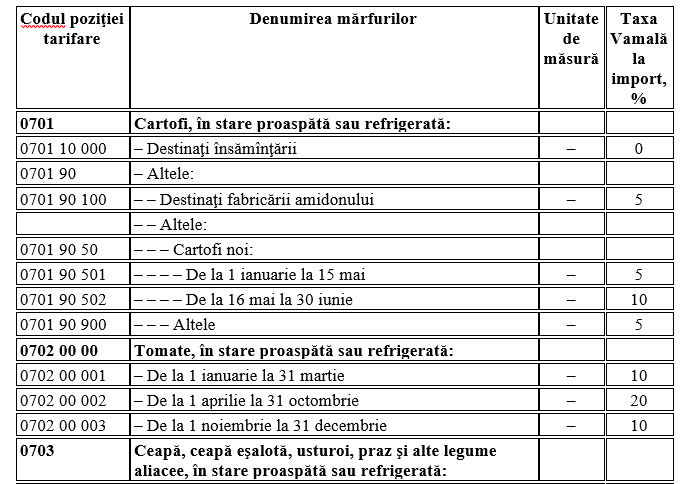 Codul poziţiei tarifare Denumirea mărfurilor Unitate de măsură Taxa Vamală la import, %
0701 Cartofi, în stare proaspătă sau refrigerată:
0701 10 000 – Destinaţi însămînţării – 0
0701 90 – Altele:
0701 90 100 – – Destinaţi fabricării amidonului – 5
– – Altele:
0701 90 50 – – – Cartofi noi:
0701 90 501 – – – – De la 1 ianuarie la 15 mai – 5
0701 90 502 – – – – De la 16 mai la 30 iunie – 10
0701 90 900 – – – Altele – 5
0702 00 00 Tomate, în stare proaspătă sau refrigerată:
0702 00 001 – De la 1 ianuarie la 31 martie – 10
0702 00 002 – De la 1 aprilie la 31 octombrie – 20
0702 00 003 – De la 1 noiembrie la 31 decembrie – 10
0703 Ceapă, ceapă eşalotă, usturoi, praz şi alte legume
aliacee, în stare proaspătă sau refrigerată: